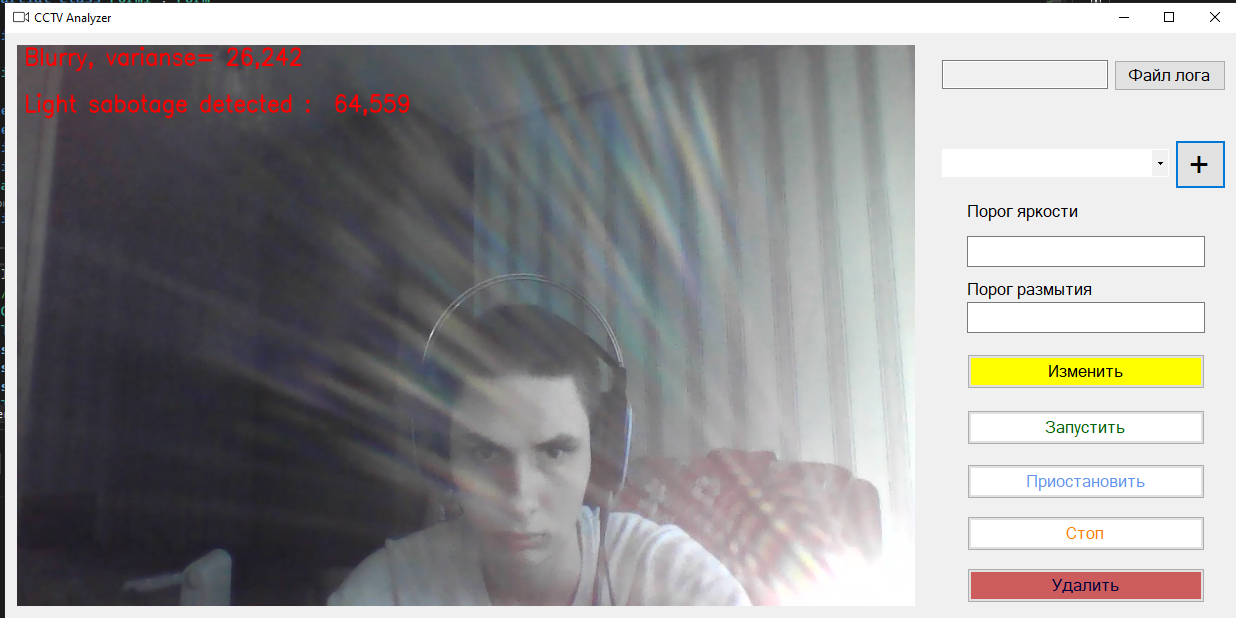 CCTV Analyzer
Blurry, varianse= 26,242
Light sabotage detected : 64,559
Файл лога
+
Порог яркости
Порог размытия
Изменить
Запустить
Приостановить
Стоп
Удалить